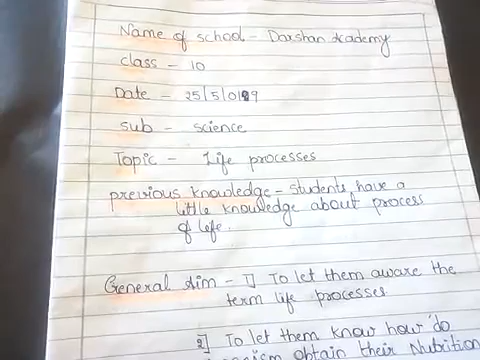 Name of school - Darshan Academy
class - 10
Date - 25/5/019
sub - science
Topic - Life processes
previous knowledge - students have a
little knowledge about process
of life.
General Aim - 1] To let them aware the
term life processes
2] To let them know how do
obtain their Nutrition